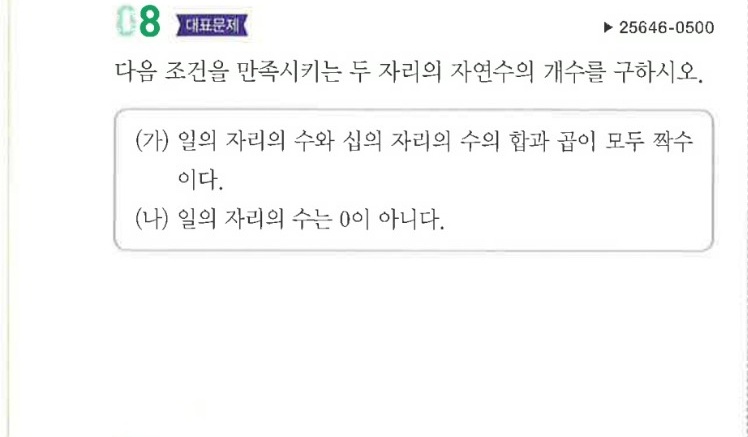 08 대표문제 ▶ 25646-0500
다음 조건을 만족시키는 두 자리의 자연수의 개수를 구하시오.
(가) 일의 자리의 수와 십의 자리의 수의 합과 곱이 모두 짝수
이다.
(나) 일의 자리의 수는 0이 아니다.